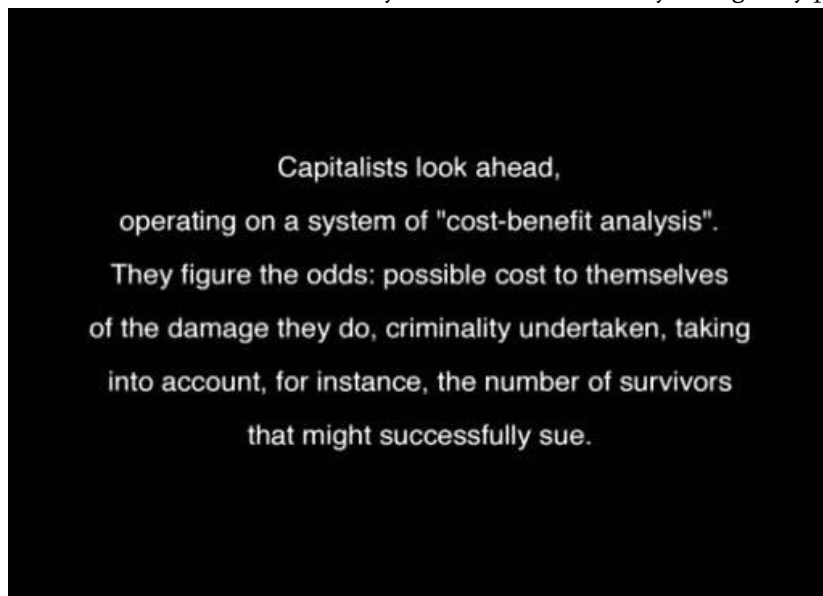 Capitalists look ahead,
operating on a system of "cost-benefit analysis".
They figure the odds: possible cost to themselves
of the damage they do, criminality undertaken, taking
into account, for instance, the number of survivors
that might successfully sue.